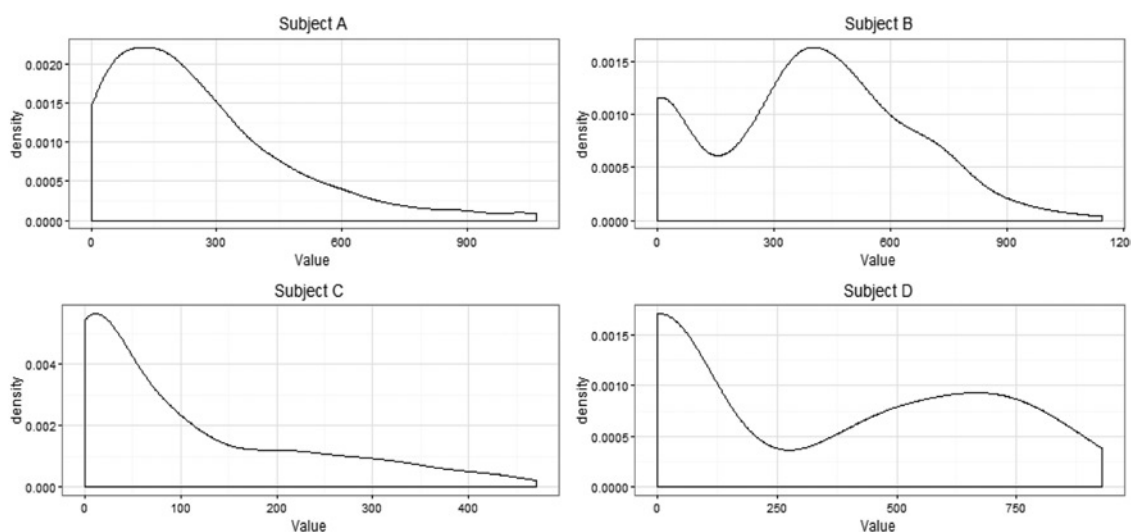 Subject A
density
0.0020
0.0015
0.0010
0.0005
0.0000
0 300 600 900
Value
Subject B
density
0.0015
0.0010
0.0005
0.0000
0 300 600 900 120
Value
Subject C
density
0.004
0.002
0.000
0 100 200 300 400
Value
Subject D
density
0.0015
0.0010
0.0005
0.0000
0 250 500 750
Value